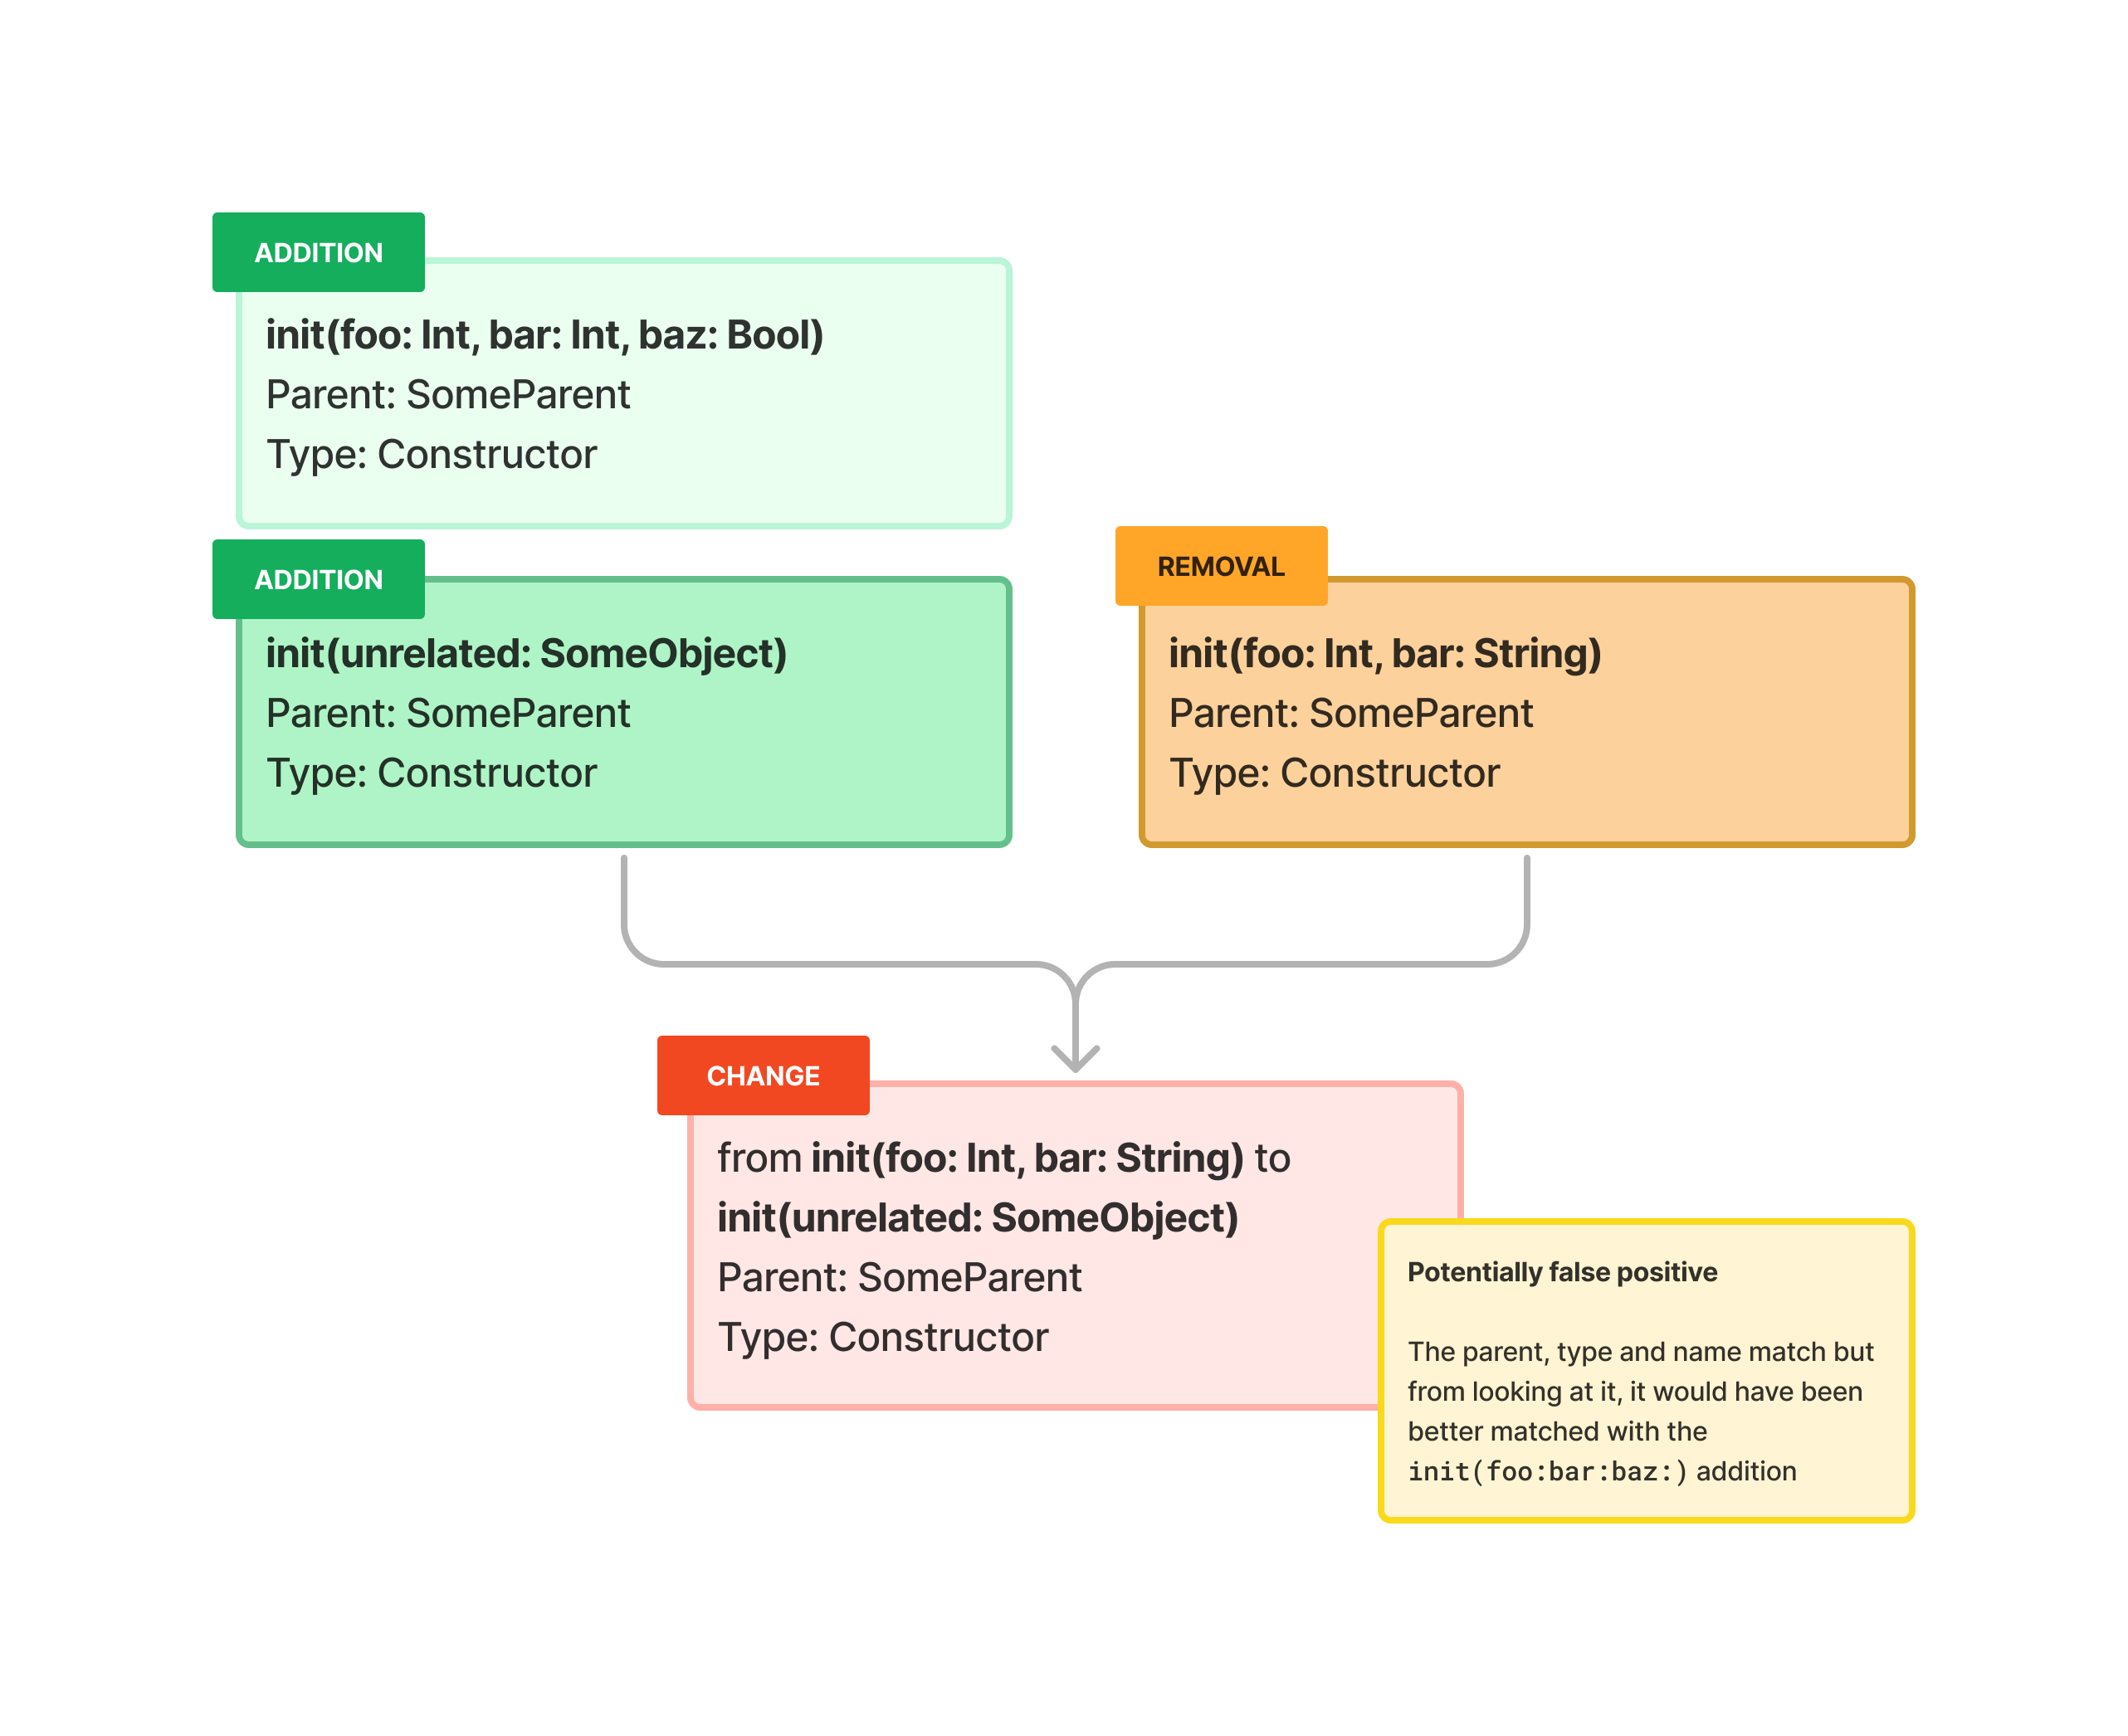 ADDITION
init(foo: Int, bar: Int, baz: Bool)
Parent: SomeParent
Type: Constructor
ADDITION
init(unrelated: SomeObject)
Parent: SomeParent
Type: Constructor
REMOVAL
init(foo: Int, bar: String)
Parent: SomeParent
Type: Constructor
CHANGE
from init(foo: Int, bar: String) to
init(unrelated: SomeObject)
Parent: SomeParent
Type: Constructor
Potentially false positive
The parent, type and name match but
from looking at it, it would have been
better matched with the
init(foo:bar:baz:) addition